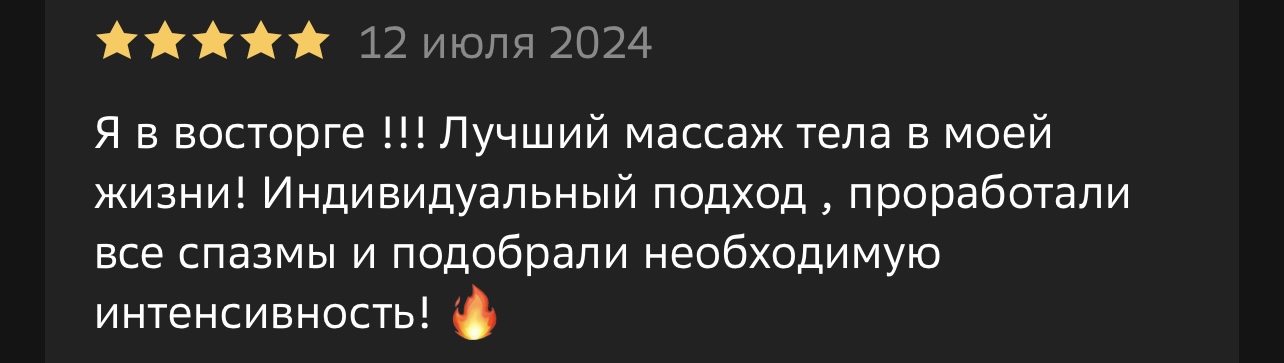 12 июля 2024
Я в восторге !!! Лучший массаж тела в моей
жизни! Индивидуальный подход , проработали
все спазмы и подобрали необходимую
интенсивность! 🔥